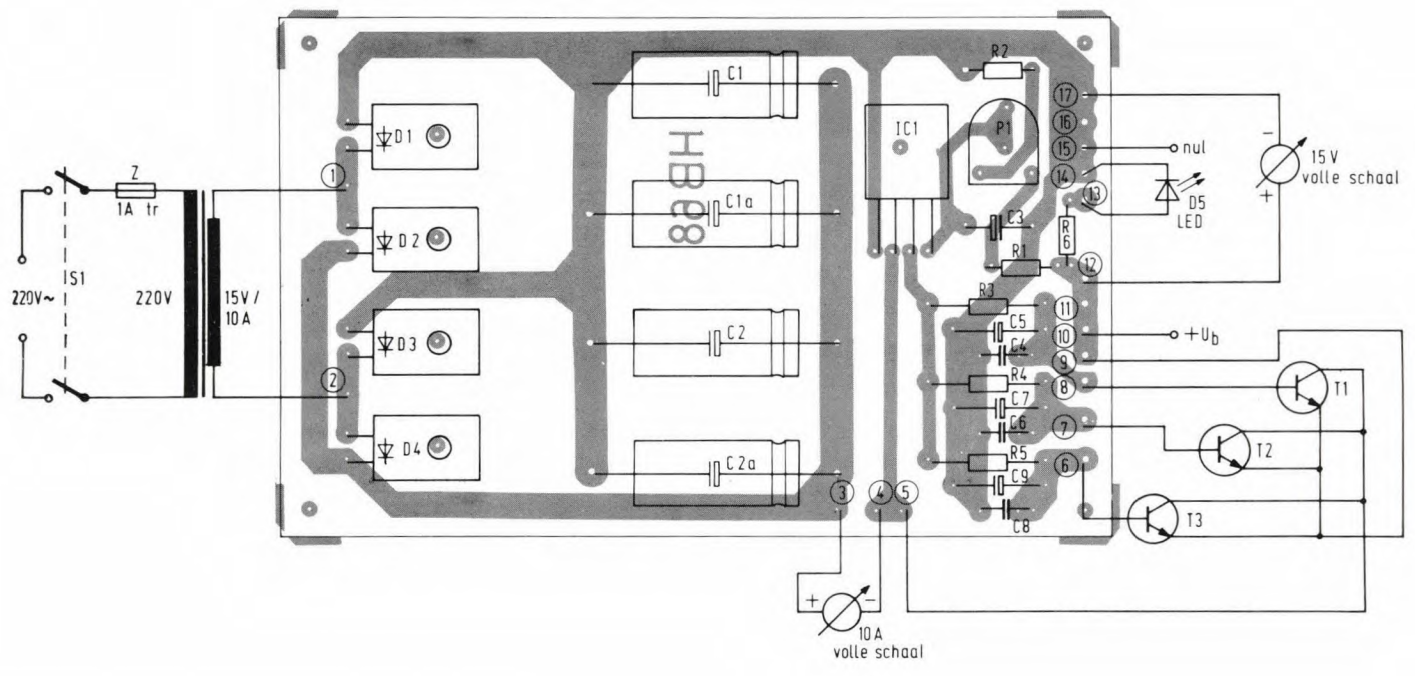 220V~
S1
Z
1A tr
220V
15V /
10A
1
2
D1
D2
D3
D4
C1
C1a
C2
C2a
HB98
IC1
R2
P1
C3
R1
R6
R3
C5
C4
R4
C7
C6
R5
C9
C8
17
16
15
14
13
12
11
10
9
8
7
6
3
4
5
nul
D5
LED
-
+
15 V
volle schaal
+Ub
T1
T2
T3
+
-
10 A
volle schaal